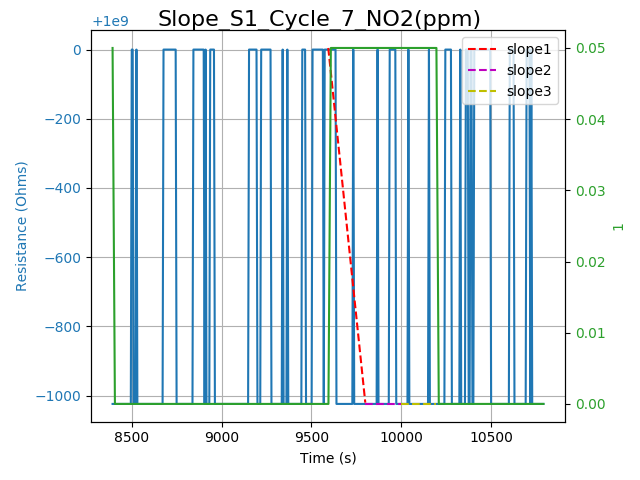 Slope_S1_Cycle_7_NO2(ppm)
+1e9
slope1
slope2
slope3
0
−200
−400
−600
−800
−1000
Resistance (Ohms)
0.05
0.04
0.03
0.02
0.01
0.00
1
8500 9000 9500 10000 10500
Time (s)